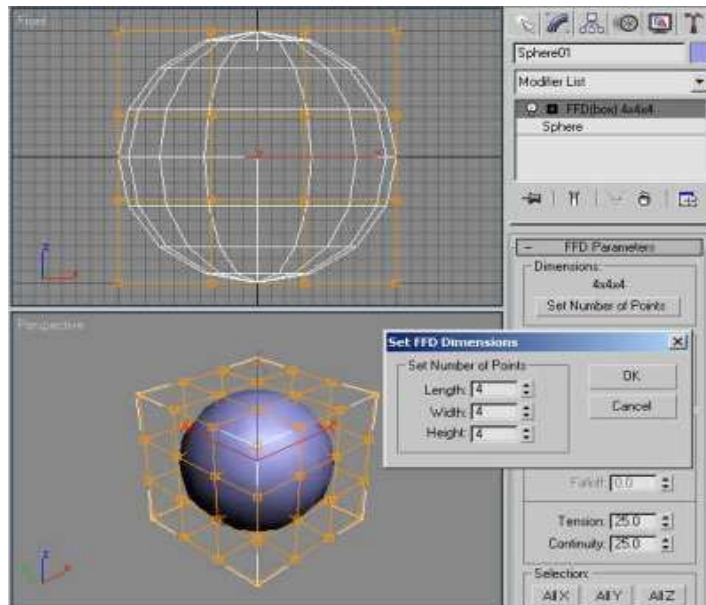 Front
Sphere01
Modifier List
FFD(box) 4x4x4
Sphere
FFD Parameters
Dimensions:
4x4x4
Set Number of Points
Perspective
Set FFD Dimensions
Set Number of Points
Length: 4
Width: 4
Height: 4
OK
Cancel
Falloff: 0.0
Tension: 25.0
Continuity: 25.0
Selection:
All X
All Y
All Z
z
z